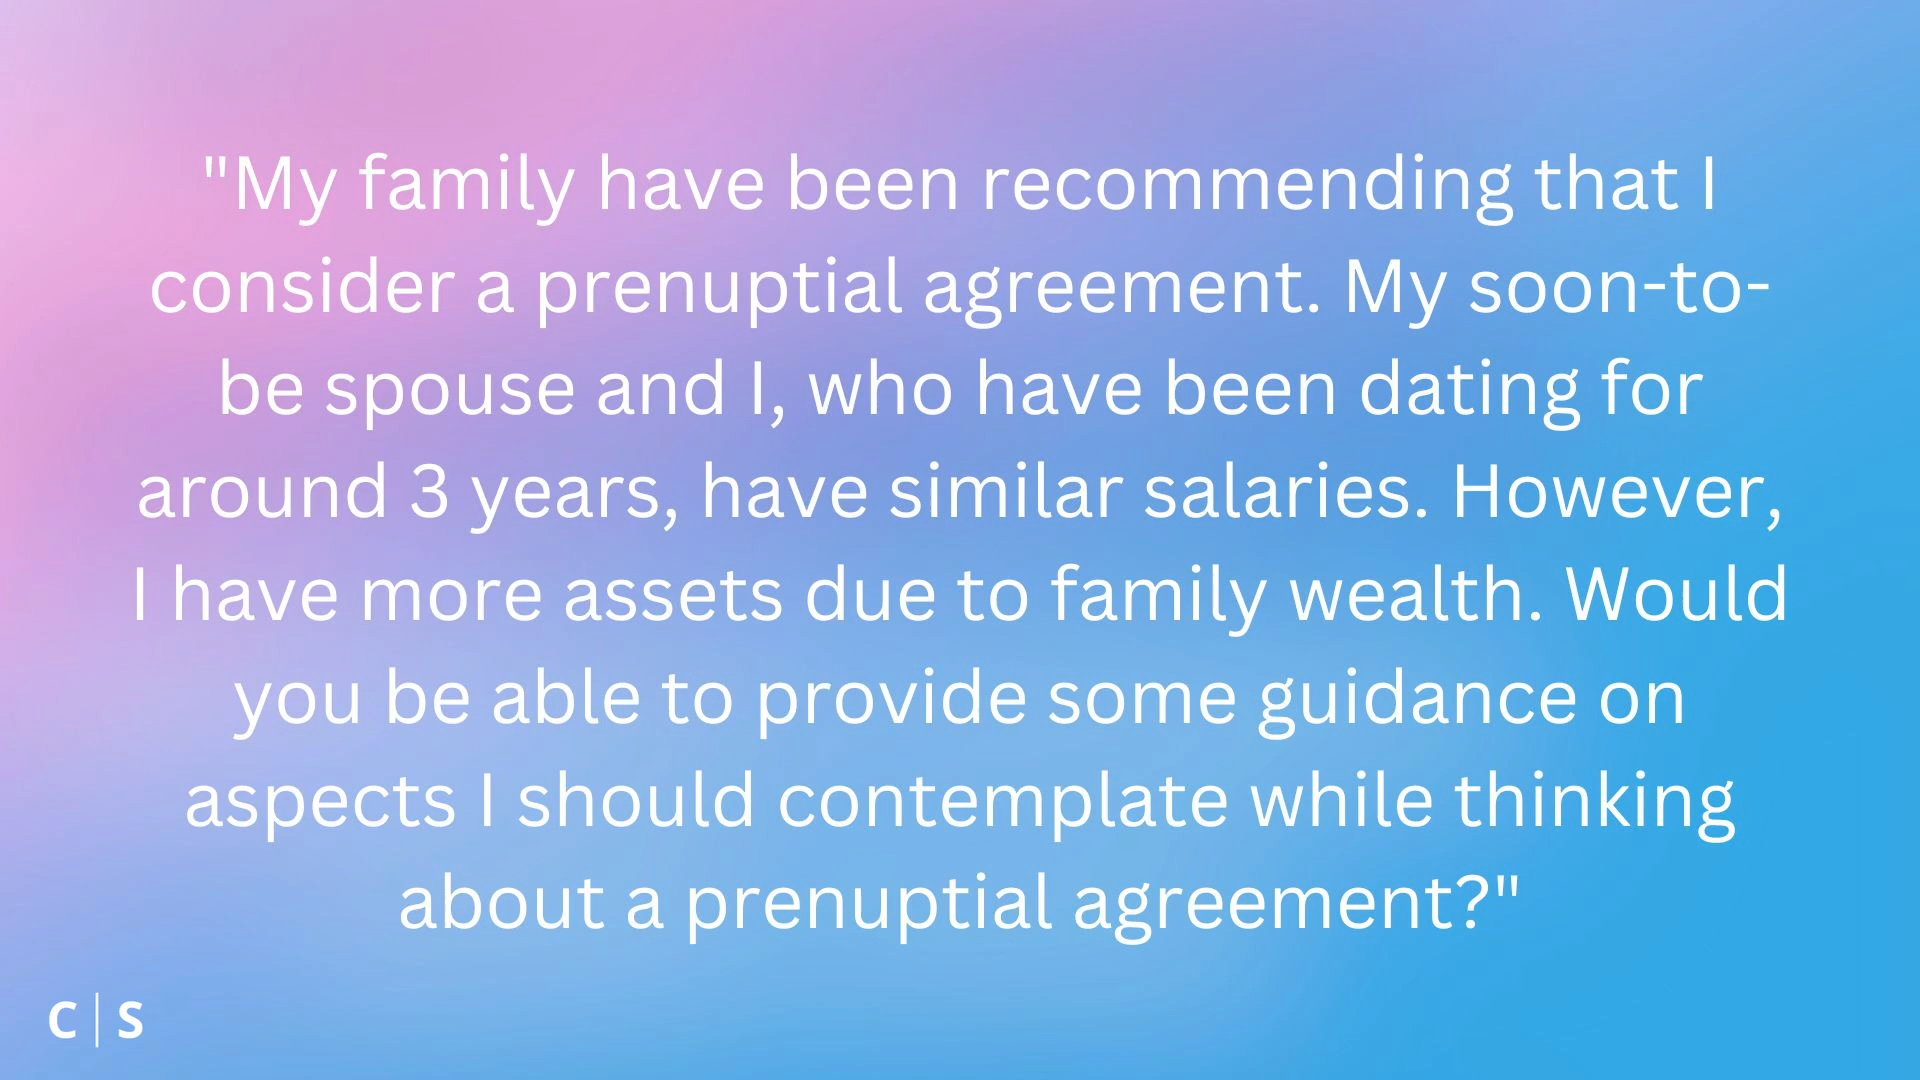 "My family have been recommending that I
consider a prenuptial agreement. My soon-to-
be spouse and I, who have been dating for
around 3 years, have similar salaries. However,
I have more assets due to family wealth. Would
you be able to provide some guidance on
aspects I should contemplate while thinking
about a prenuptial agreement?"
C | S